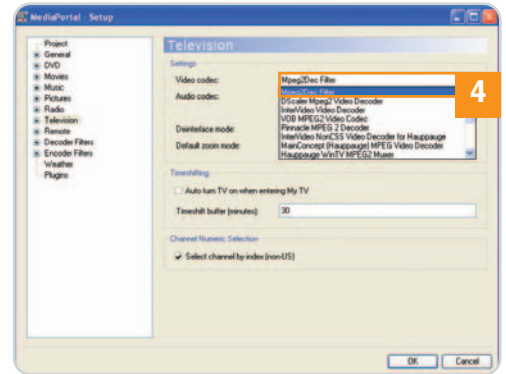 MediaPortal - Setup
Project
General
DVD
Movies
Music
Pictures
Radio
Television
Remote
Decoder Filters
Encoder Filters
Weather
Plugins
Television
Settings
Video codec:
Mpeg2Dec Filter
Audio codec:
Mpeg2Dec Filter
DScaler Mpeg2 Video Decoder
InterVideo Video Decoder
VOB MPEG2 Video Codec
Pinnacle MPEG 2 Decoder
InterVideo NonCSS Video Decoder for Hauppauge
MainConcept (Hauppauge) MPEG Video Decoder
Hauppauge WinTV MPEG2 Muxer
4
Deinterlace mode:
Default zoom mode:
Timeshifting
Auto turn TV on when entering My TV
Timeshift buffer (minutes):
30
Channel Numeric Selection
Select channel by index (non-US)
OK
Cancel